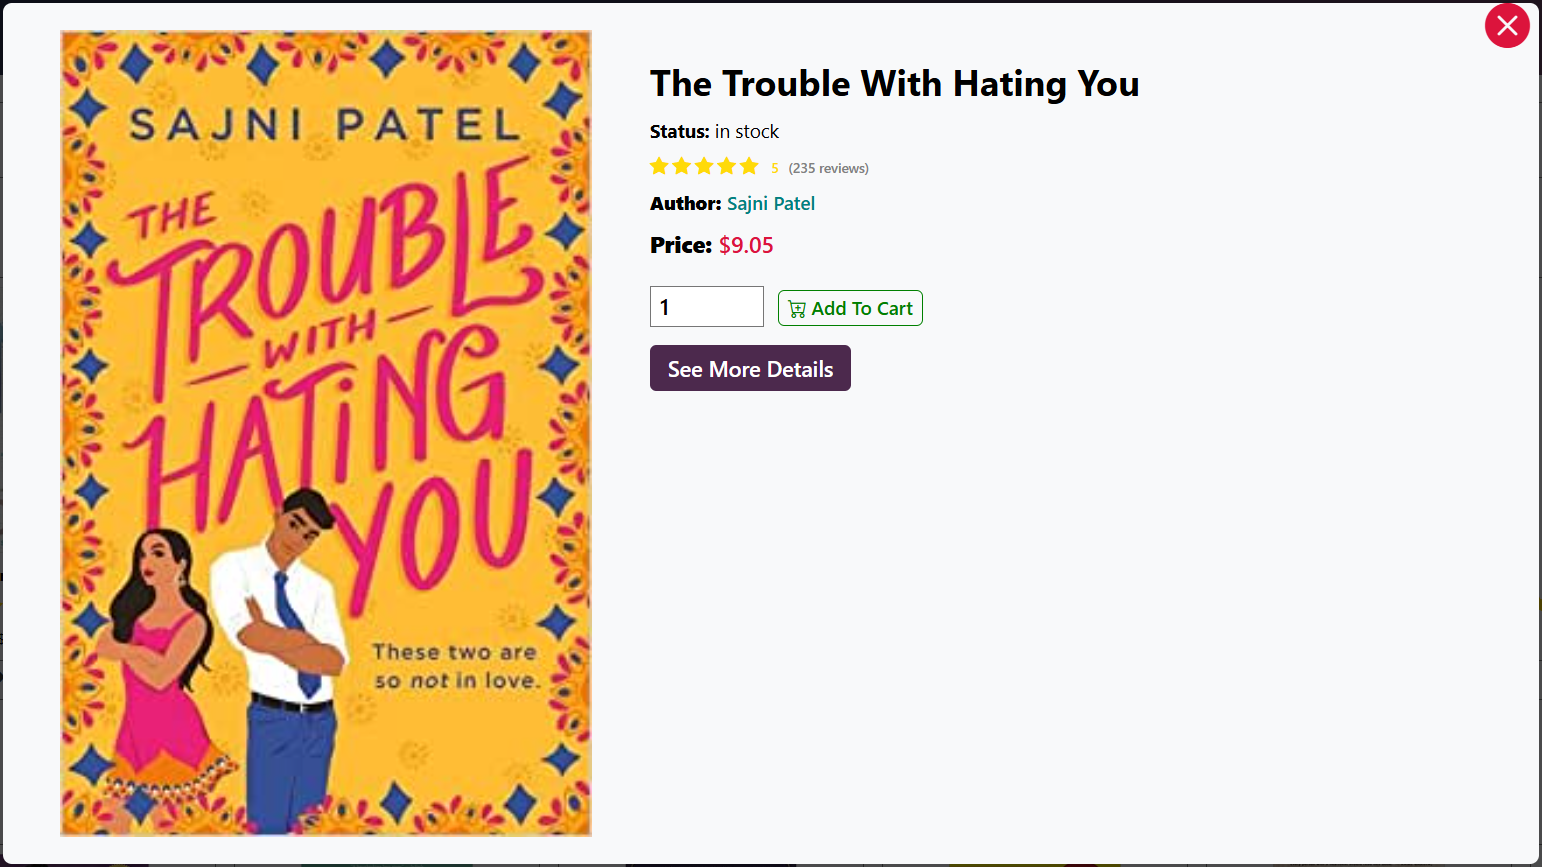 SAJNI PATEL
THE
TROUBLE
WITH
HATING
YOU
These two are
so not in love.
The Trouble With Hating You
Status: in stock
5 (235 reviews)
Author: Sajni Patel
Price: $9.05
1 Add To Cart
See More Details